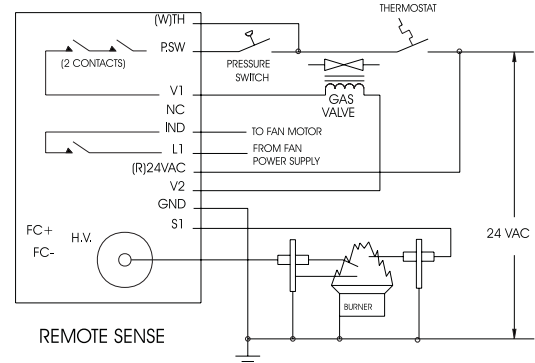 THERMOSTAT
(W)TH
P.SW
(2 CONTACTS)
PRESSURE
SWITCH
V1
GAS
VALVE
NC
IND
TO FAN MOTOR
L1
FROM FAN
POWER SUPPLY
(R)24VAC
V2
GND
S1
FC+
FC-
H.V.
24 VAC
BURNER
REMOTE SENSE